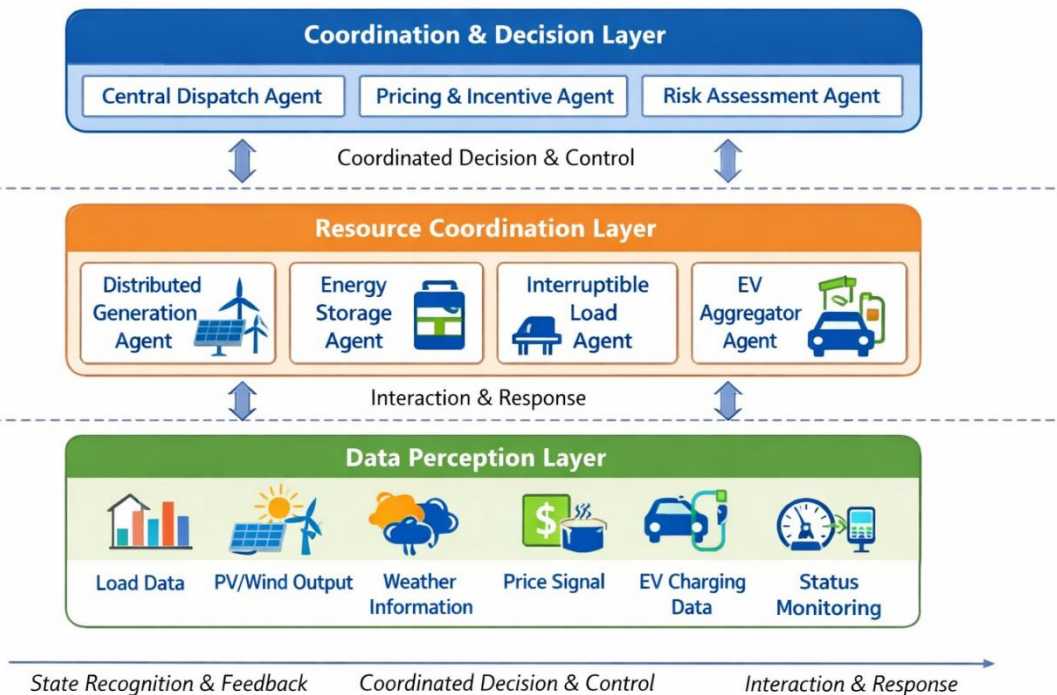 Coordination & Decision Layer
Central Dispatch Agent
Pricing & Incentive Agent
Risk Assessment Agent
Coordinated Decision & Control
Resource Coordination Layer
Distributed
Generation
Agent
Energy
Storage
Agent
Interruptible
Load
Agent
EV
Aggregator
Agent
Interaction & Response
Data Perception Layer
$
Load Data
PV/Wind Output
Weather
Information
Price Signal
EV Charging
Data
Status
Monitoring
State Recognition & Feedback
Coordinated Decision & Control
Interaction & Response